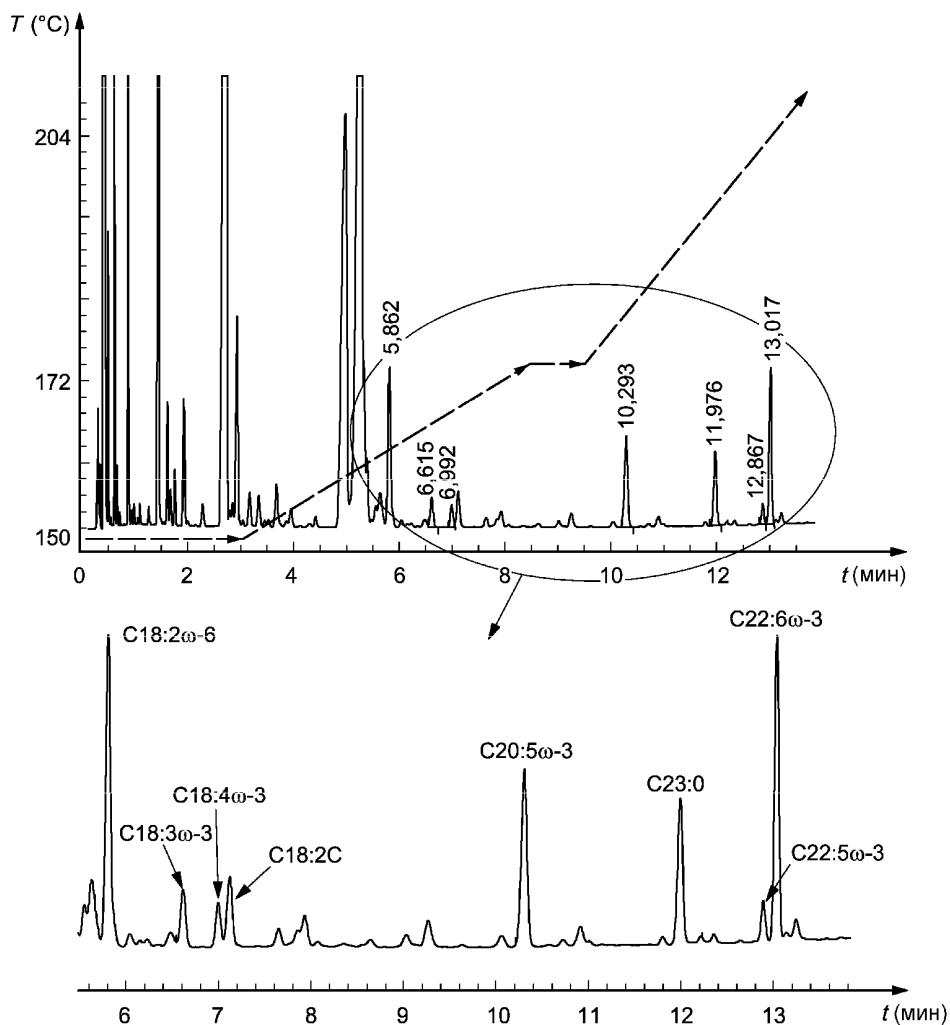 T (°C)
204
172
150
5,862
6,615
6,992
10,293
11,976
12,867
13,017
0 2 4 6 8 10 12 t (мин)
C18:2ω-6
C22:6ω-3
C20:5ω-3
C23:0
C18:4ω-3
C18:3ω-3
C18:2C
C22:5ω-3
6 7 8 9 10 11 12 13 t (мин)